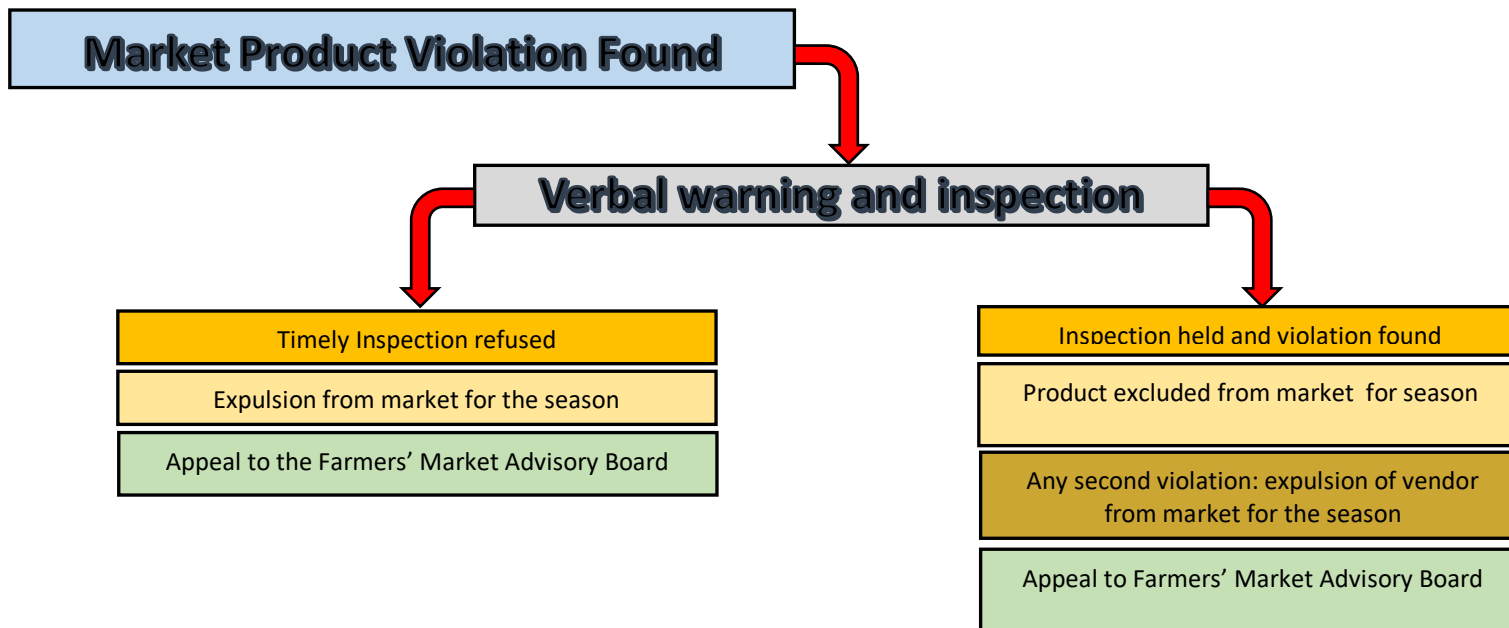 Market Product Violation Found
Verbal warning and inspection
Timely Inspection refused
Expulsion from market for the season
Appeal to the Farmers’ Market Advisory Board
Inspection held and violation found
Product excluded from market for season
Any second violation: expulsion of vendor
from market for the season
Appeal to Farmers’ Market Advisory Board